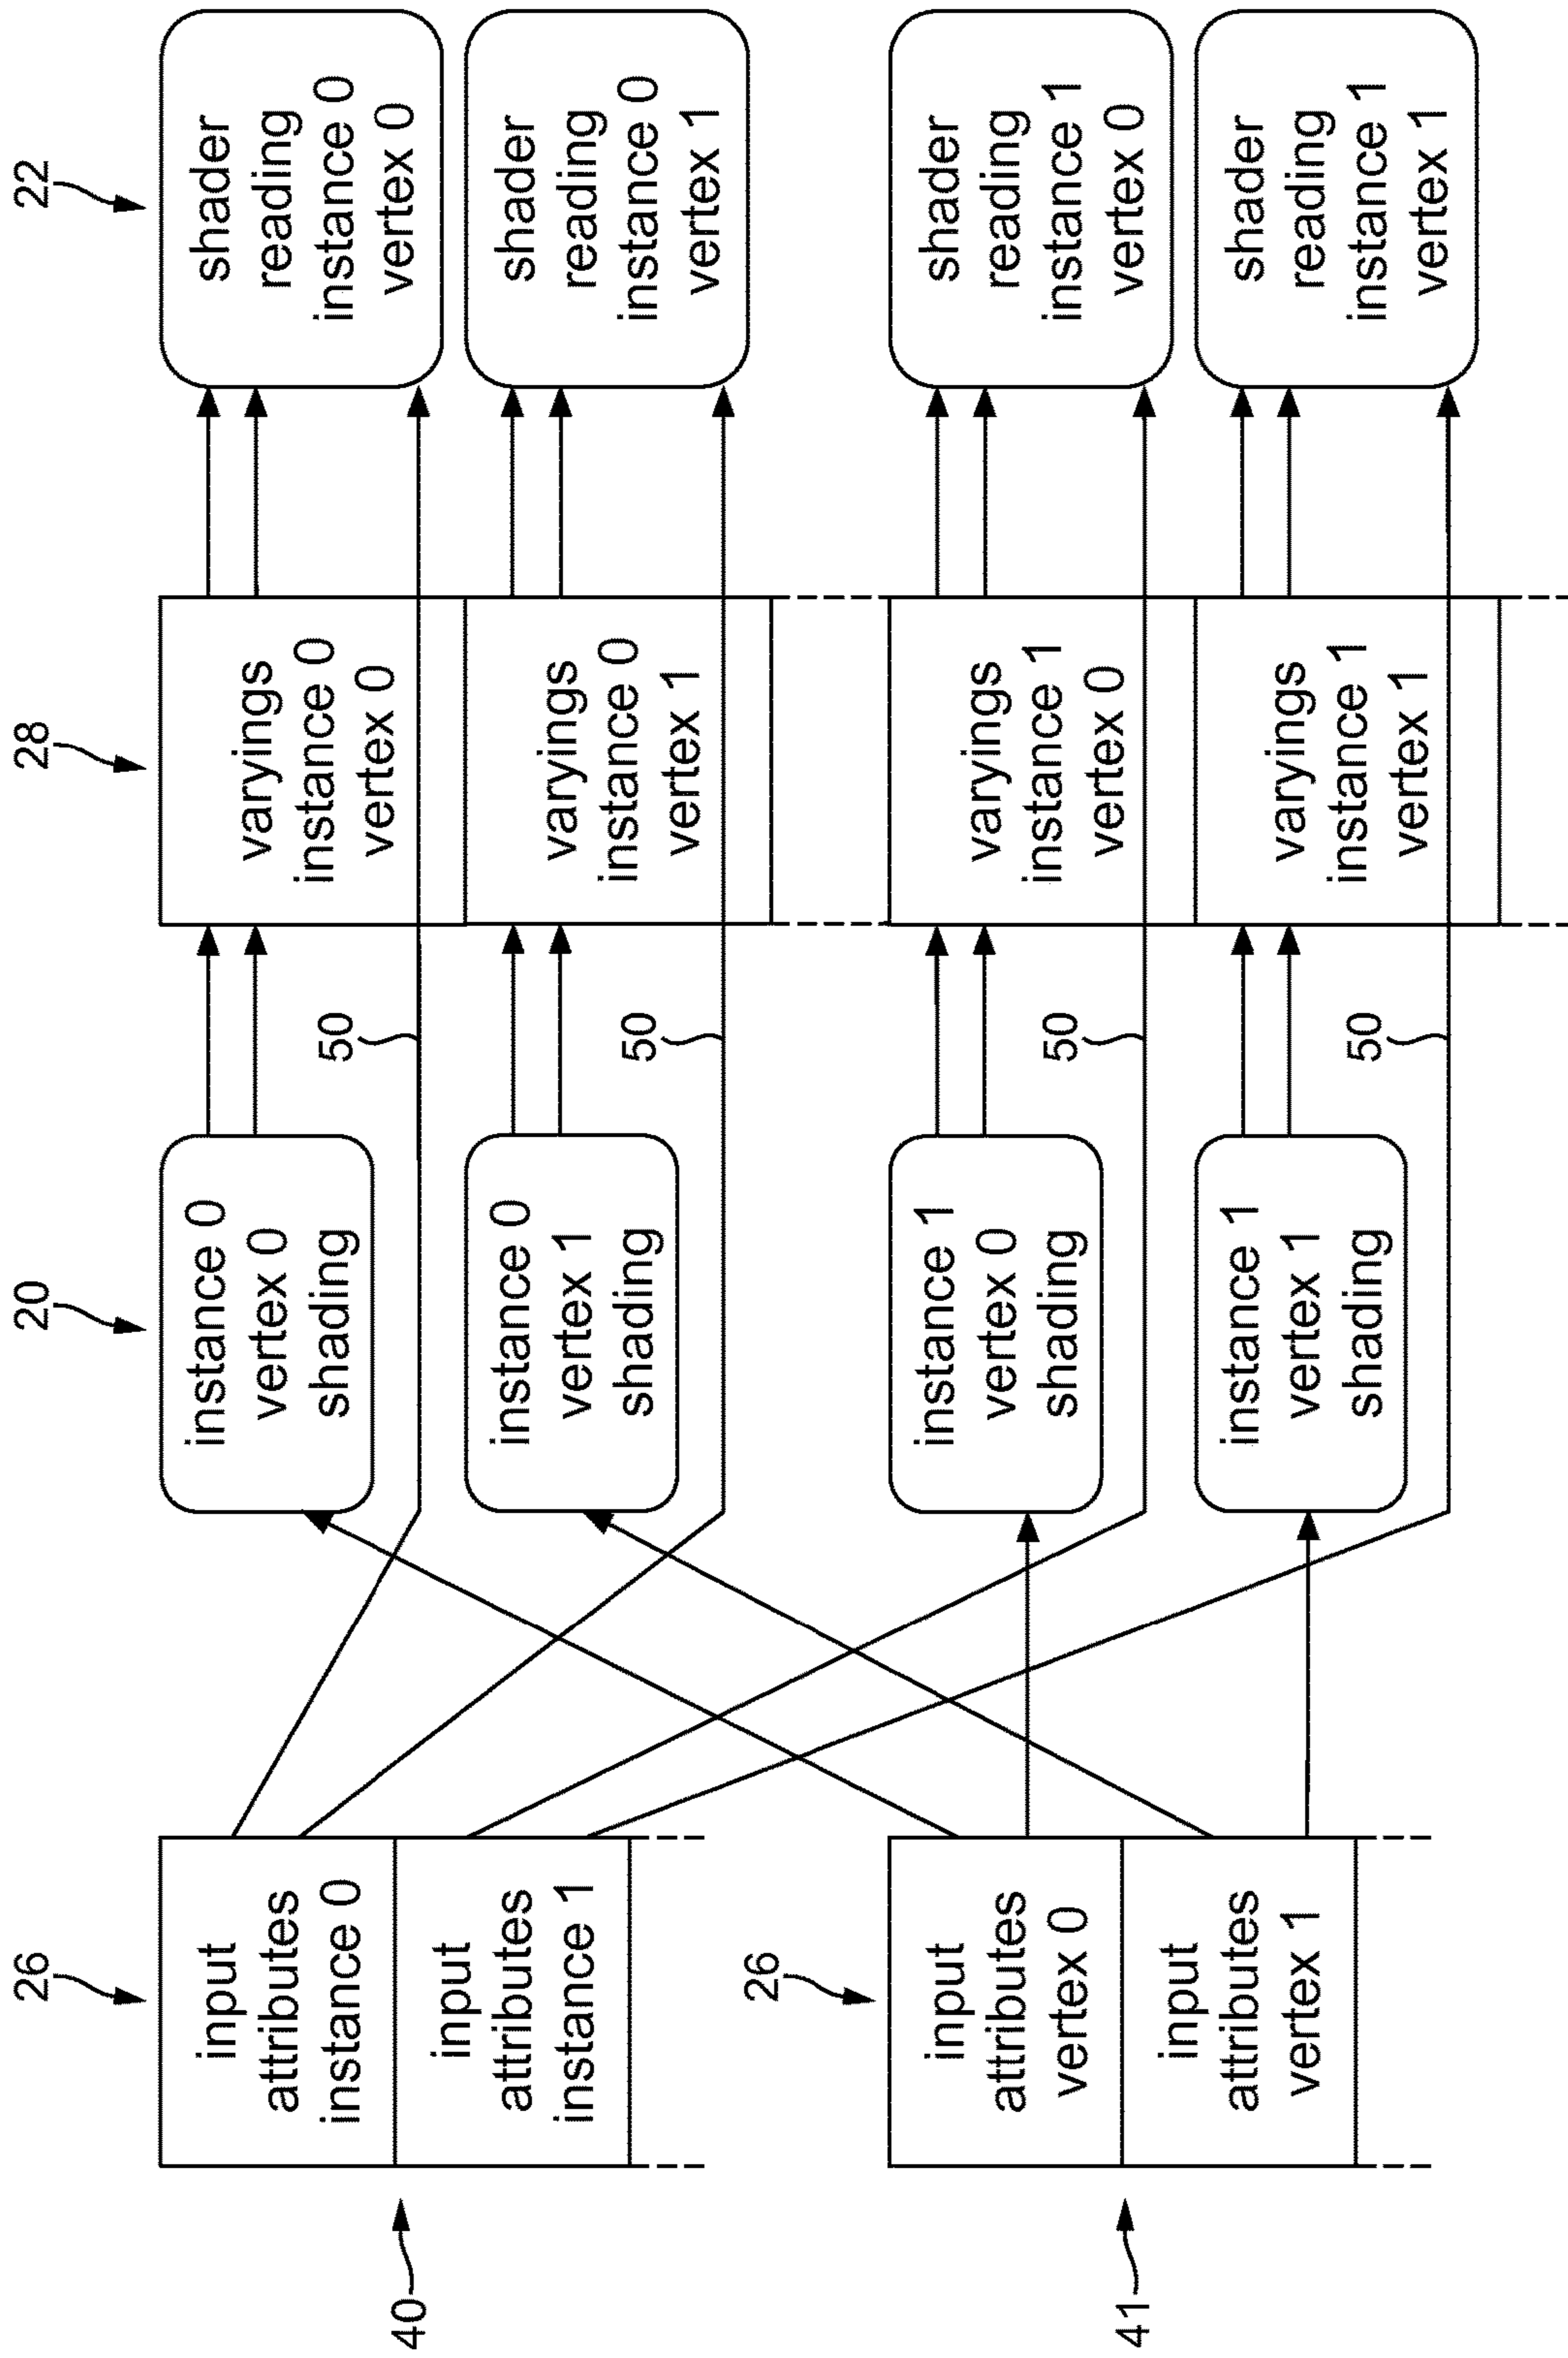 26
20
28
22
40
input
attributes
instance 0
input
attributes
instance 1
instance 0
vertex 0
shading
50
instance 0
vertex 1
shading
50
varyings
instance 0
vertex 0
varyings
instance 0
vertex 1
shader
reading
instance 0
vertex 0
shader
reading
instance 0
vertex 1
26
41
input
attributes
vertex 0
input
attributes
vertex 1
instance 1
vertex 0
shading
50
instance 1
vertex 1
shading
50
varyings
instance 1
vertex 0
varyings
instance 1
vertex 1
shader
reading
instance 1
vertex 0
shader
reading
instance 1
vertex 1